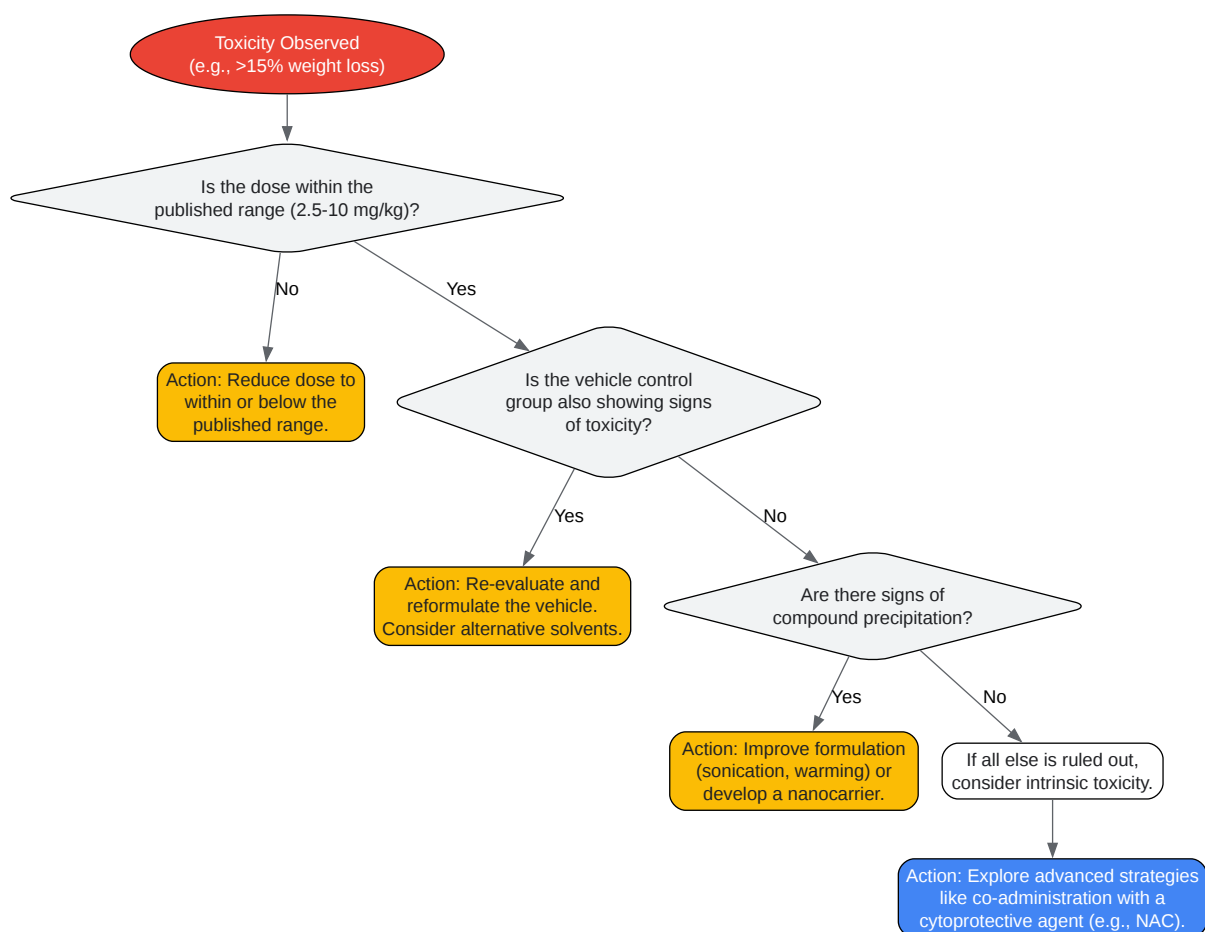 Toxicity Observed
(e.g., >15% weight loss)
Is the dose within the
published range (2.5-10 mg/kg)?
No
Yes
Action: Reduce dose to
within or below the
published range.
Is the vehicle control
group also showing signs
of toxicity?
Yes
No
Action: Re-evaluate and
reformulate the vehicle.
Consider alternative solvents.
Are there signs of
compound precipitation?
Yes
No
Action: Improve formulation
(sonication, warming) or
develop a nanocarrier.
If all else is ruled out,
consider intrinsic toxicity.
Action: Explore advanced strategies
like co-administration with a
cytoprotective agent (e.g., NAC).